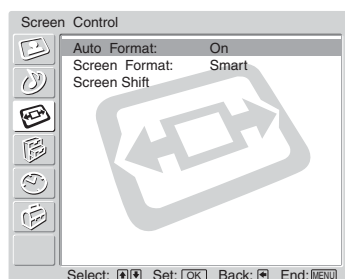 Screen Control
Auto Format: On
Screen Format: Smart
Screen Shift
Select: Set: OK Back: End: MENU